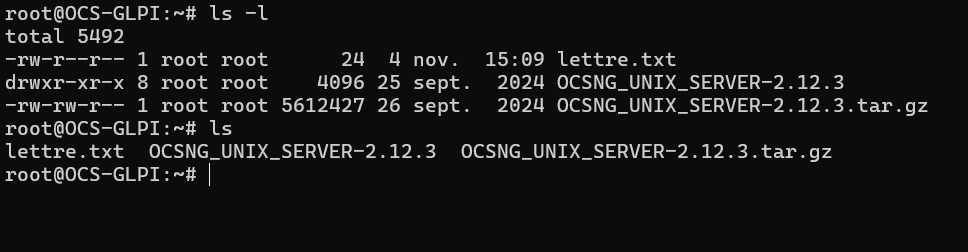 root@OCS-GLPI:~# ls -l
total 5492
-rw-r--r-- 1 root root      24  4 nov.  15:09 lettre.txt
drwxr-xr-x 8 root root    4096 25 sept.  2024 OCSNG_UNIX_SERVER-2.12.3
-rw-rw-r-- 1 root root 5612427 26 sept.  2024 OCSNG_UNIX_SERVER-2.12.3.tar.gz
root@OCS-GLPI:~# ls
lettre.txt  OCSNG_UNIX_SERVER-2.12.3  OCSNG_UNIX_SERVER-2.12.3.tar.gz
root@OCS-GLPI:~#